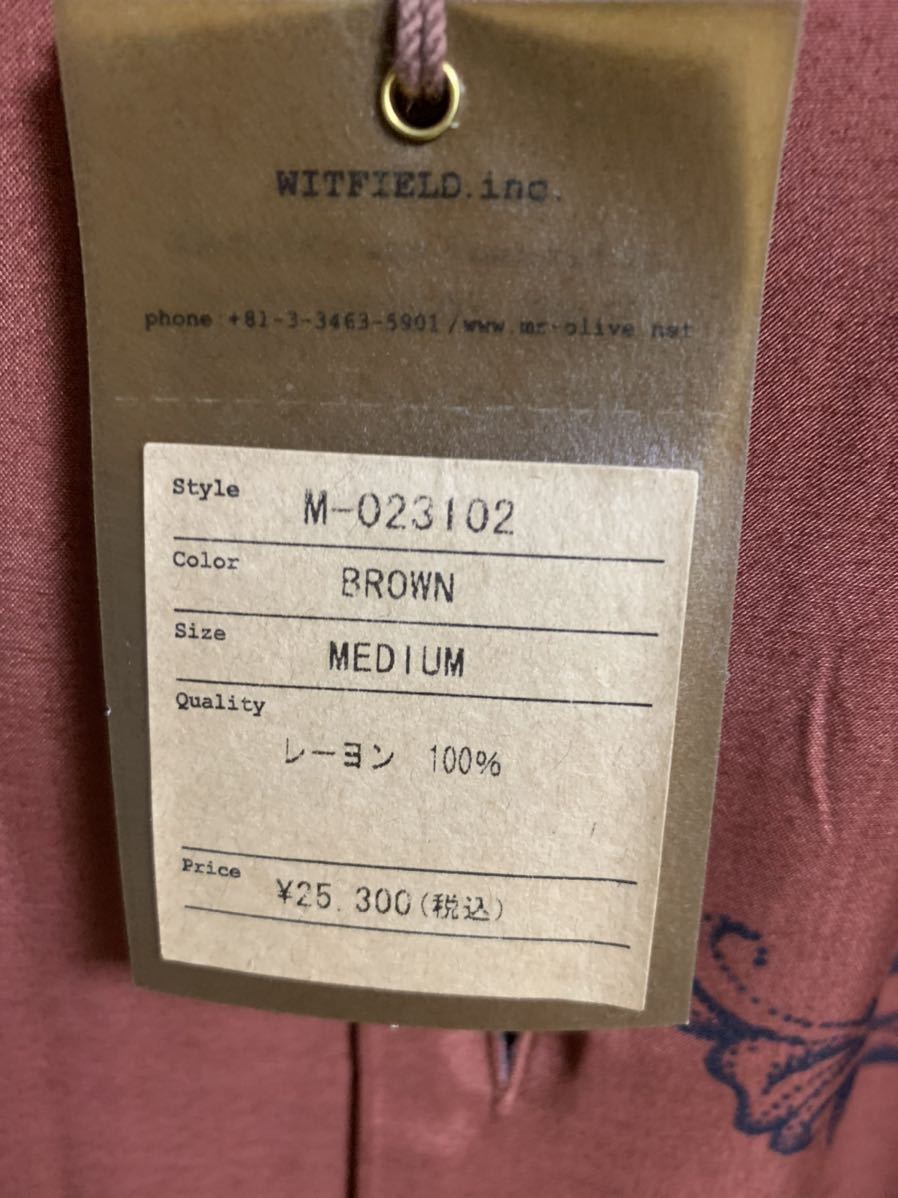 WITFIELD.inc.
phone +81-3-3463-5901/www.mr-olive.net
Style M-023102
Color BROWN
Size MEDIUM
Quality
レーヨン 100%
Price ¥25.300(税込)